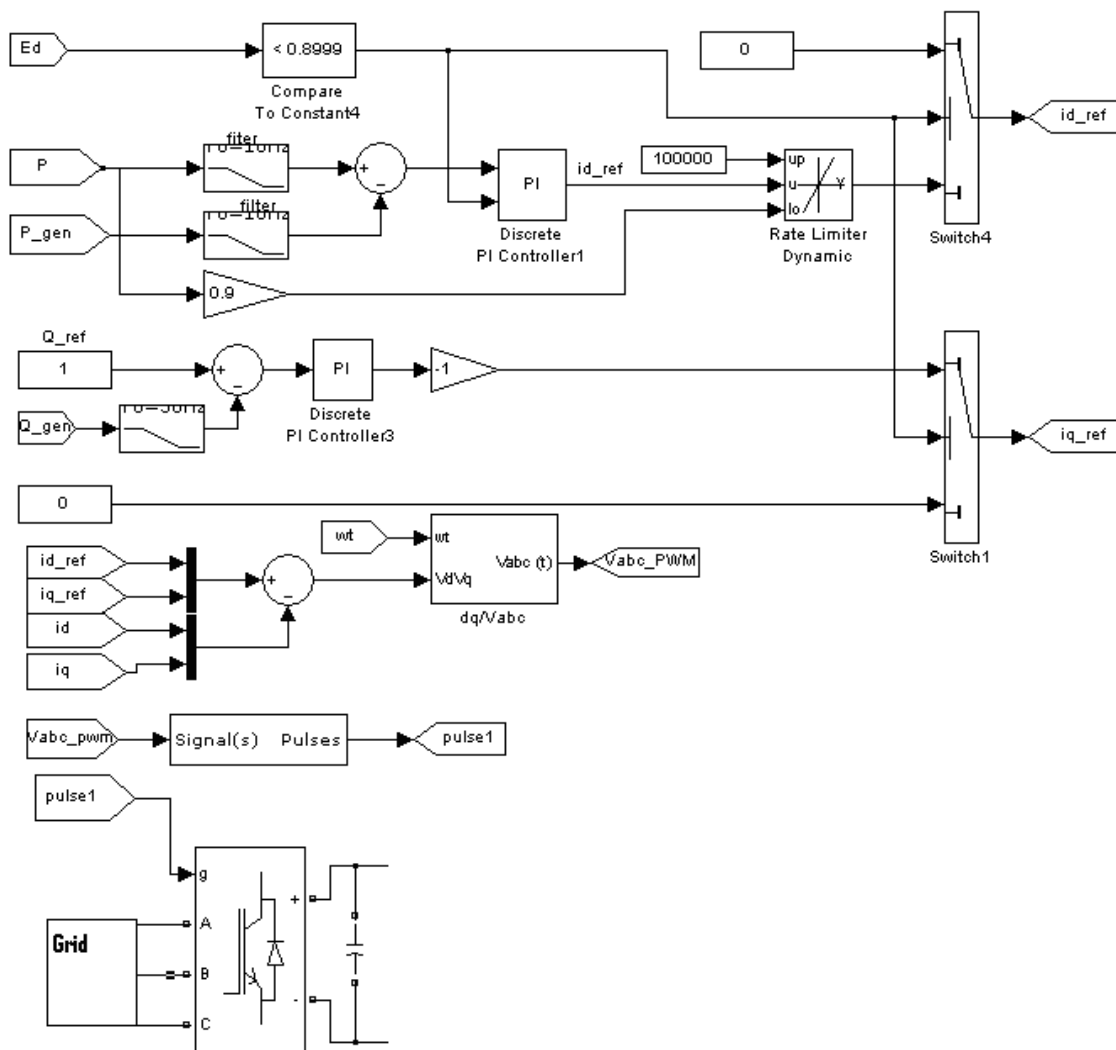 Ed
< 0.8999
Compare
To Constant4
0
id_ref
Switch4
P
fiter
P_gen
filter
0.9
+
−
PI
Discrete
PI Controller1
id_ref
100000
up
u
lo
Y
Rate Limiter
Dynamic
Q_ref
1
Q_gen
+
−
PI
Discrete
PI Controller3
-1
iq_ref
Switch1
0
id_ref
iq_ref
id
iq
+
−
wt
wt
VdVq
Vabc (t)
dq/Vabc
Vabc_PWM
Vabc_pwm
Signal(s) Pulses
pulse1
pulse1
g
A
B
C
+
-
Grid